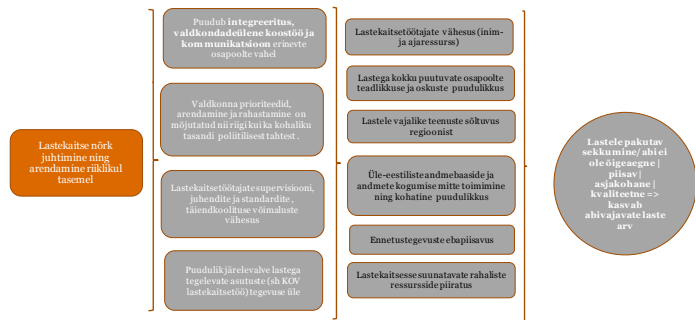 Lastekaitse nõrk
juhtimine ning
arendamine riiklikul
tasemel
Puudub integreeritus,
valdkondadeülene koostöö ja
kommunikatsioon erinevte
osapoolte vahel
Valdkonna prioriteedid,
arendamine ja rahastamine on
mõjutatud nii riigi kui ka kohaliku
tasandi poliitilisest tahtest.
Lastekaitsetöötajate supervisiooni,
juhendite ja standardite,
täiendkoolituse võimaluste
vähesus
Puudulik järelevalve lastega
tegelevate asutuste (sh KOV
lastekaitsetöö) tegevuse üle
Lastekaitsetöötajate vähesus (inim-
ja ajaressurss)
Lastega kokku puutuvate osapoolte
teadlikkuse ja oskuste puudulikkus
Lastele vajalike teenuste sõltuvus
regioonist
Üle-eestiliste andmebaaside ja
andmete kogumise mitte toimimine
ning kohatine puudulikkus
Ennetustegevuste ebapiisavus
Lastekaitsesse suunatavate rahaliste
ressursside piiratus
Lastele pakutav
sekkumine/abi ei
ole õigeaegne |
piisav |
asjakohane |
kvaliteetne =>
kasvab
abivajavate laste
arv